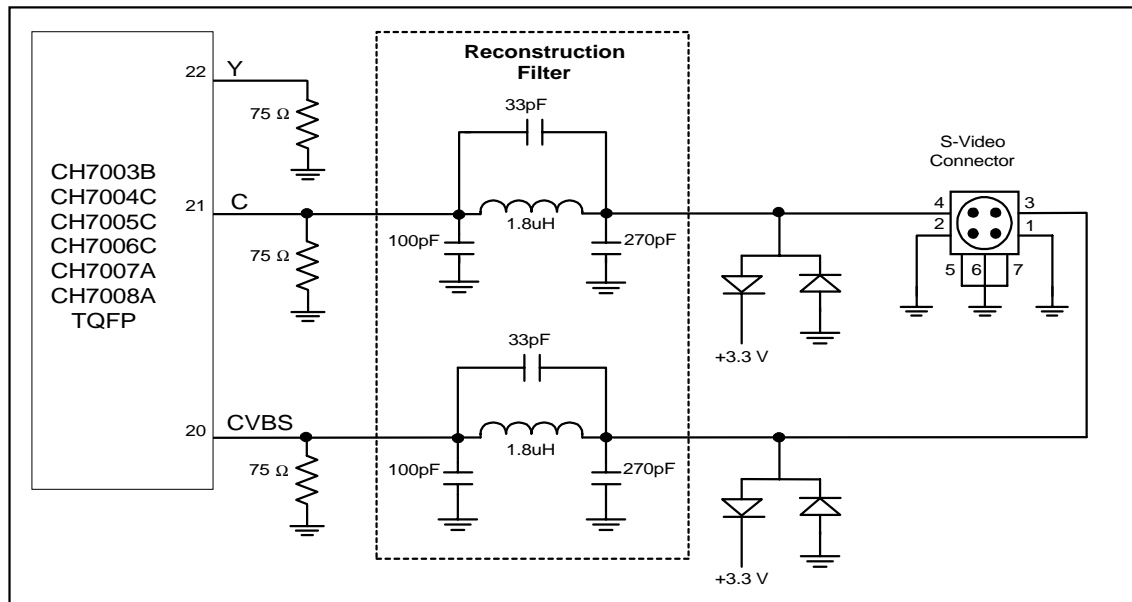 Reconstruction
Filter
22
Y
75 Ω
33pF
S-Video
Connector
CH7003B
CH7004C
CH7005C
CH7006C
CH7007A
CH7008A
TQFP
21
C
75 Ω
100pF
1.8uH
270pF
4
3
2
1
5
6
7
+3.3 V
33pF
20
CVBS
75 Ω
100pF
1.8uH
270pF
+3.3 V